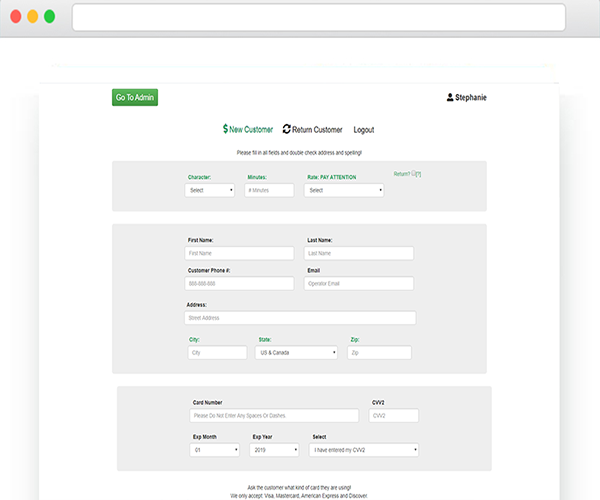 Go To Admin
Stephanie
New Customer Return Customer Logout
Please fill in all fields and double check address and spelling!
Character: Minutes: Rate: PAY ATTENTION Return?
Select # Minutes Select
First Name: Last Name:
First Name Last Name
Customer Phone #: Email
888-888-888 Operator Email
Address:
Street Address
City: State: Zip:
City US & Canada Zip
Card Number CVV2
Please Do Not Enter Any Spaces Or Dashes. CVV2
Exp Month Exp Year Select
01 2019 I have entered my CVV2
Ask the customer what kind of card they are using!
We only accept: Visa, Mastercard, American Express and Discover.